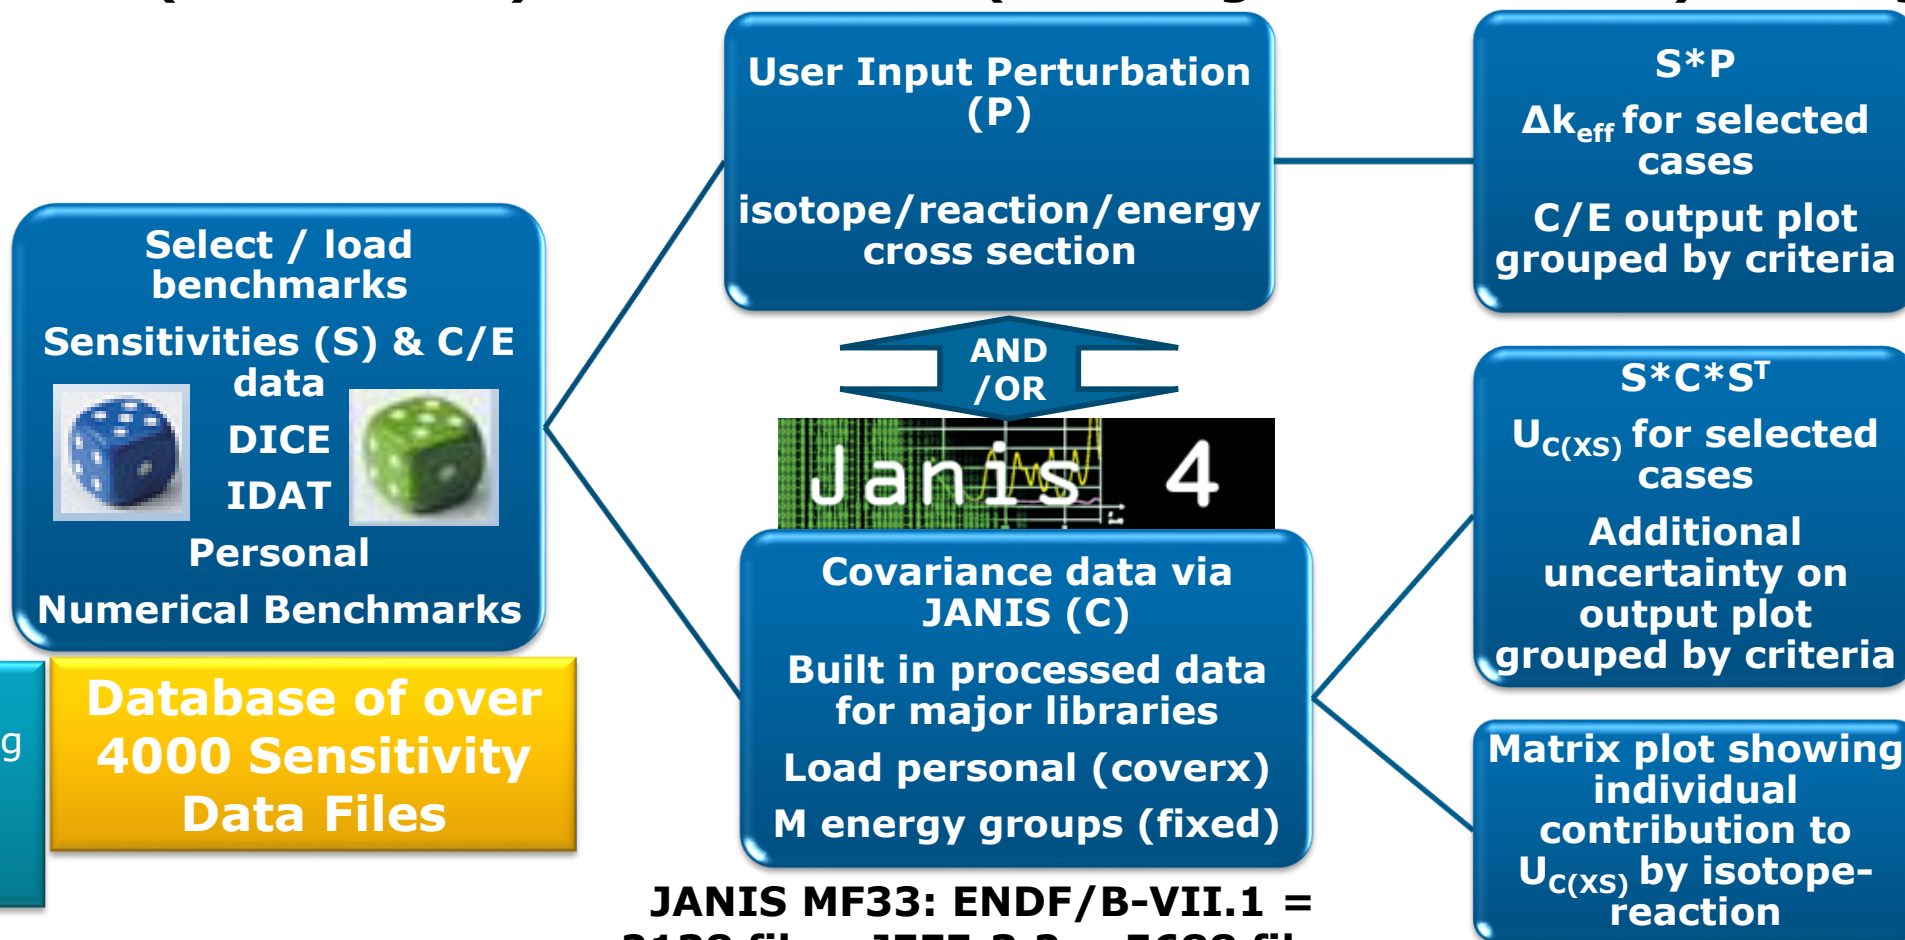 Select / load
benchmarks
Sensitivities (S) & C/E
data
DICE
IDAT
Personal
Numerical Benchmarks
Database of over
4000 Sensitivity
Data Files
User Input Perturbation
(P)
isotope/reaction/energy
cross section
AND
/OR
Janis 4
Covariance data via
JANIS (C)
Built in processed data
for major libraries
Load personal (coverx)
M energy groups (fixed)
JANIS MF33: ENDF/B-VII.1 =
S*P
Δkeff for selected
cases
C/E output plot
grouped by criteria
S*C*Sᵀ
UC(XS) for selected
cases
Additional
uncertainty on
output plot
grouped by criteria
Matrix plot showing
individual
contribution to
UC(XS) by isotope-
reaction